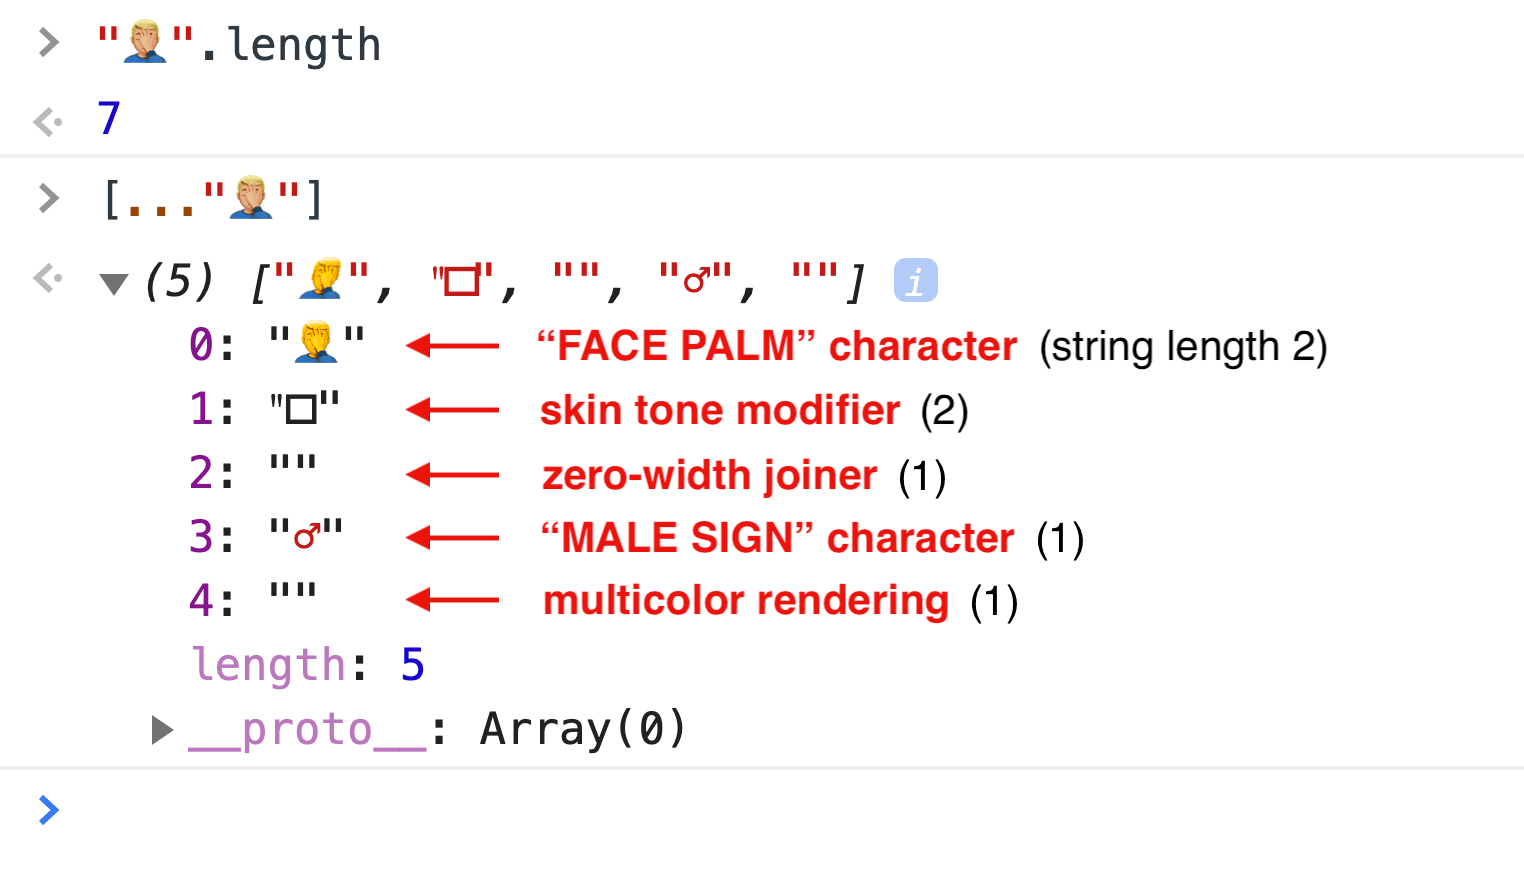 > "🤦🏼‍♂️".length
<· 7
> [..."🤦🏼‍♂️"]
<· ▼ (5) ["🤦", "□", "", "♂", ""] i
0: "🤦" ← “FACE PALM” character (string length 2)
1: "□" ← skin tone modifier (2)
2: "" ← zero-width joiner (1)
3: "♂" ← “MALE SIGN” character (1)
4: "" ← multicolor rendering (1)
length: 5
▶ __proto__: Array(0)
>